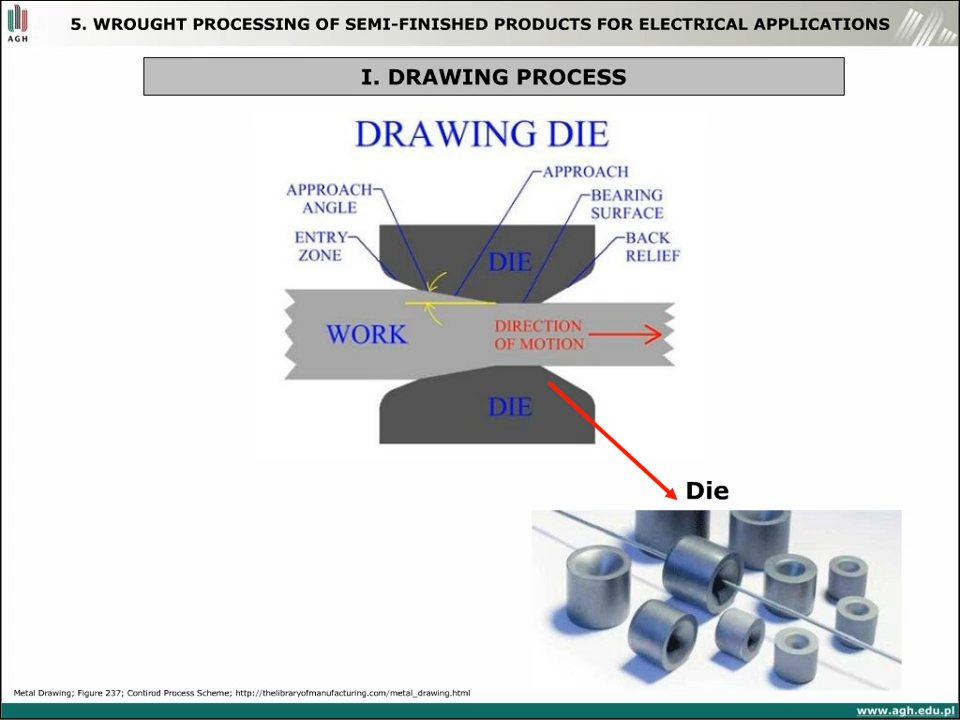 AGH
5. WROUGHT PROCESSING OF SEMI-FINISHED PRODUCTS FOR ELECTRICAL APPLICATIONS
I. DRAWING PROCESS
DRAWING DIE
APPROACH
APPROACH
ANGLE
BEARING
SURFACE
ENTRY
ZONE
BACK
RELIEF
DIE
WORK
DIRECTION
OF MOTION
DIE
Die
Metal Drawing; Figure 237; Contirod Process Scheme; http://thelibraryofmanufacturing.com/metal_drawing.html
www.agh.edu.pl